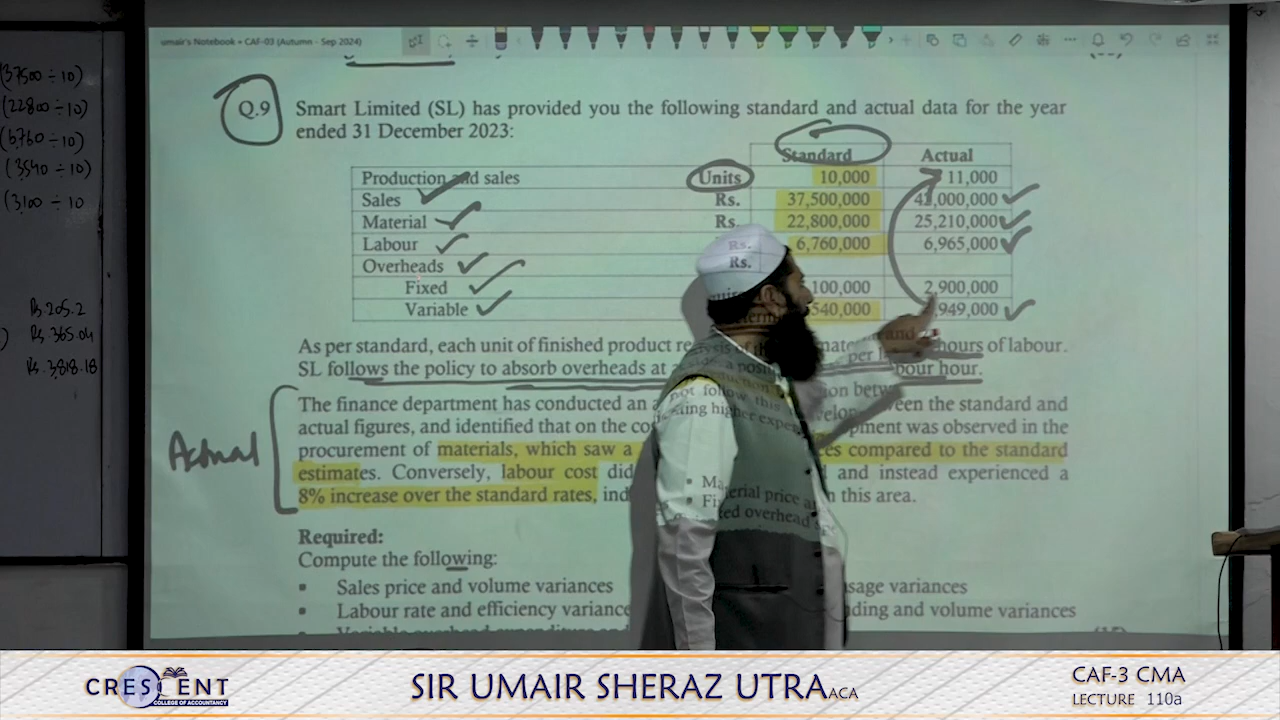 umair's Notebook • CAF-03 (Autumn - Sep 2024)
(37500 ÷ 10)
(22800 ÷ 10)
(6760 ÷ 10)
(3540 ÷ 10)
(3,100 ÷ 10
Rs.205.2
Rs.365.04
Rs.3,818.18
Q.9 Smart Limited (SL) has provided you the following standard and actual data for the year
ended 31 December 2023:
Standard Actual
Production and sales Units 10,000 11,000
Sales Rs. 37,500,000 ,000,000
Material Rs. 22,800,000 25,210,000
Labour Rs. 6,760,000 6,965,000
Overheads Rs.
Fixed 100,000 2,900,000
Variable 540,000 ,949,000
As per standard, each unit of finished product re hours of labour.
SL follows the policy to absorb overheads at per l bour hour.
The finance department has conducted an een the standard and
actual figures, and identified that on the co pment was observed in the
procurement of materials, which saw a es compared to the standard
estimates. Conversely, labour cost did and instead experienced a
8% increase over the standard rates, ind n this area.
Actual
Required:
Compute the following:
▪ Sales price and volume variances sage variances
▪ Labour rate and efficiency variance ding and volume variances
CRESCENT
COLLEGE OF ACCOUNTANCY
SIR UMAIR SHERAZ UTRA ACA
CAF-3 CMA
LECTURE 110a